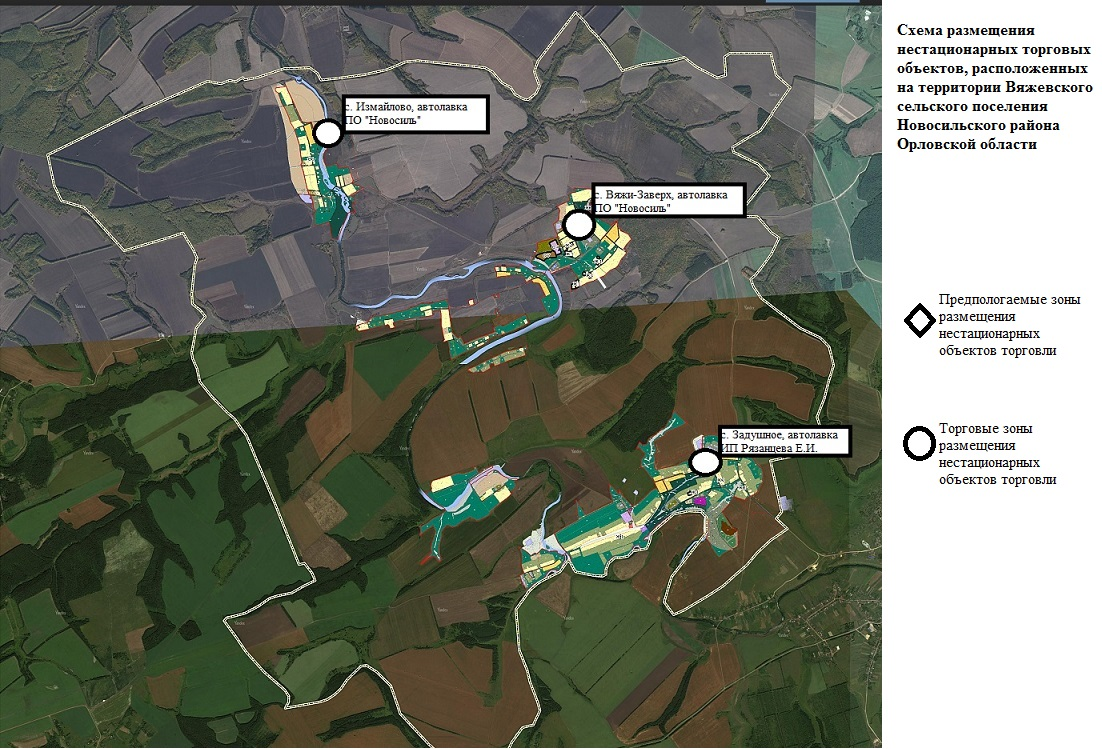 Схема размещения
нестационарных торговых
объектов, расположенных
на территории Вяжевского
сельского поселения
Новосильского района
Орловской области
с. Измайлово, автолавка
ПО "Новосиль"
с. Вяжи-Заверх, автолавка
ПО "Новосиль"
Предпологаемые зоны
размещения
нестационарных
объектов торговли
Торговые зоны
размещения
нестационарных
объектов торговли
с. Задушное, автолавка
ИП Рязанцева Е.И.